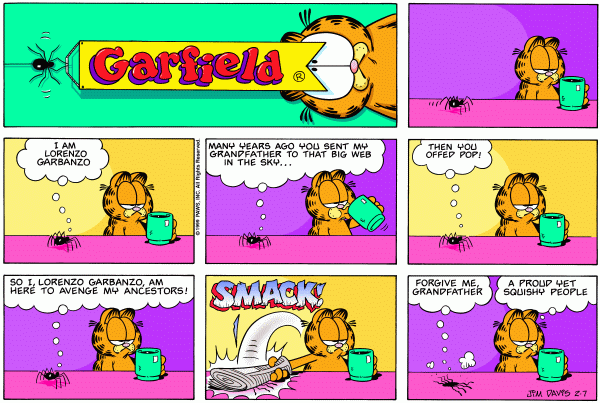 Garfield
®
I AM
LORENZO
GARBANZO
©1999 PAWS, INC. All Rights Reserved.
MANY YEARS AGO YOU SENT MY
GRANDFATHER TO THAT BIG WEB
IN THE SKY...
THEN YOU
OFFED POP!
SO I, LORENZO GARBANZO, AM
HERE TO AVENGE MY ANCESTORS!
SMACK!
FORGIVE ME,
GRANDFATHER
A PROUD YET
SQUISHY PEOPLE
JIM DAVIS 2-7